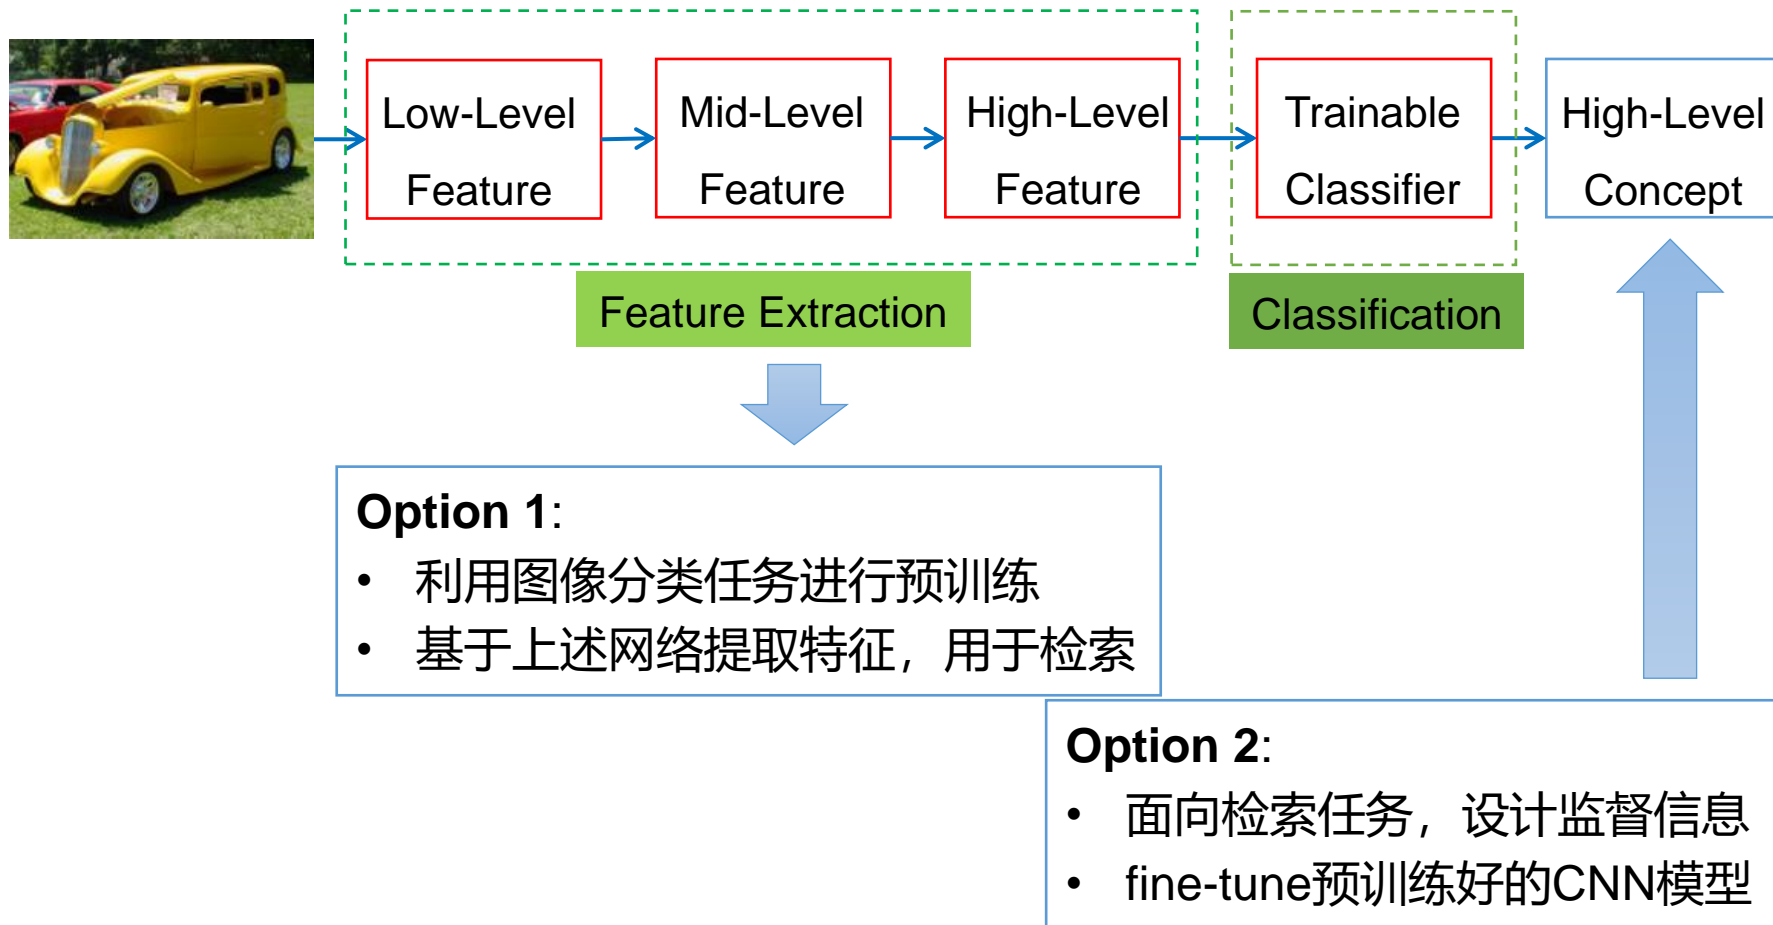 Low-Level
Feature
Mid-Level
Feature
High-Level
Feature
Trainable
Classifier
High-Level
Concept
Feature Extraction
Classification
Option 1:
• 利用图像分类任务进行预训练
• 基于上述网络提取特征，用于检索
Option 2:
• 面向检索任务，设计监督信息
• fine-tune预训练好的CNN模型